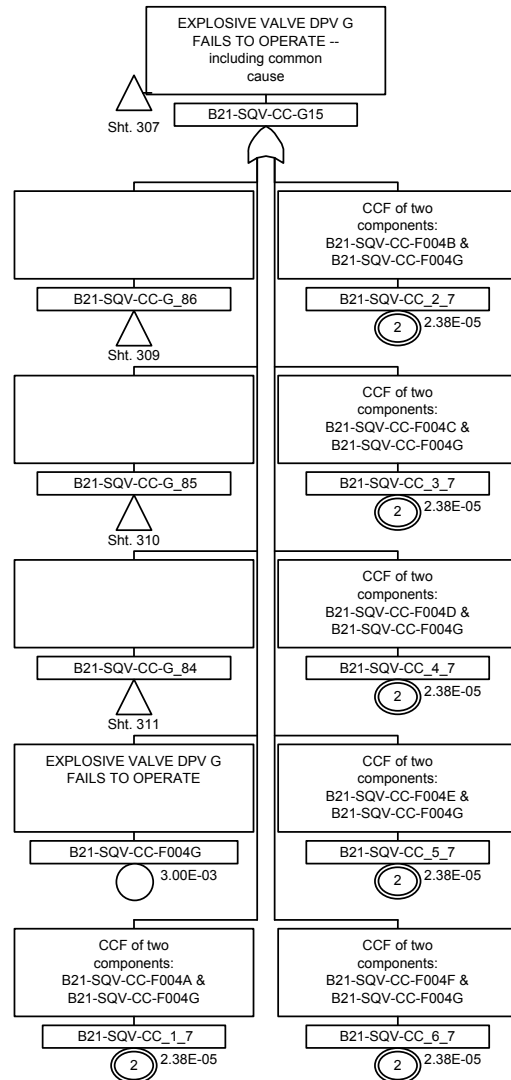 EXPLOSIVE VALVE DPV G
FAILS TO OPERATE --
including common
cause
Sht. 307
B21-SQV-CC-G15
B21-SQV-CC-G_86
Sht. 309
CCF of two
components:
B21-SQV-CC-F004B &
B21-SQV-CC-F004G
B21-SQV-CC_2_7
2
2.38E-05
B21-SQV-CC-G_85
Sht. 310
CCF of two
components:
B21-SQV-CC-F004C &
B21-SQV-CC-F004G
B21-SQV-CC_3_7
2
2.38E-05
B21-SQV-CC-G_84
Sht. 311
CCF of two
components:
B21-SQV-CC-F004D &
B21-SQV-CC-F004G
B21-SQV-CC_4_7
2
2.38E-05
EXPLOSIVE VALVE DPV G
FAILS TO OPERATE
B21-SQV-CC-F004G
3.00E-03
CCF of two
components:
B21-SQV-CC-F004E &
B21-SQV-CC-F004G
B21-SQV-CC_5_7
2
2.38E-05
CCF of two
components:
B21-SQV-CC-F004A &
B21-SQV-CC-F004G
B21-SQV-CC_1_7
2
2.38E-05
CCF of two
components:
B21-SQV-CC-F004F &
B21-SQV-CC-F004G
B21-SQV-CC_6_7
2
2.38E-05